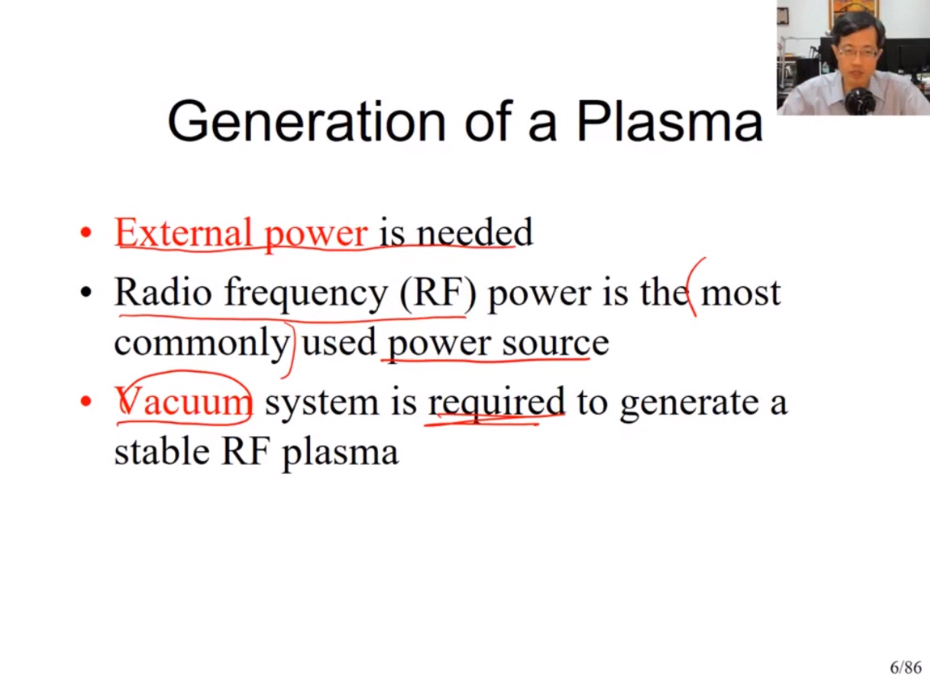 Generation of a Plasma
• External power is needed
• Radio frequency (RF) power is the most
commonly used power source
• Vacuum system is required to generate a
stable RF plasma
6/86